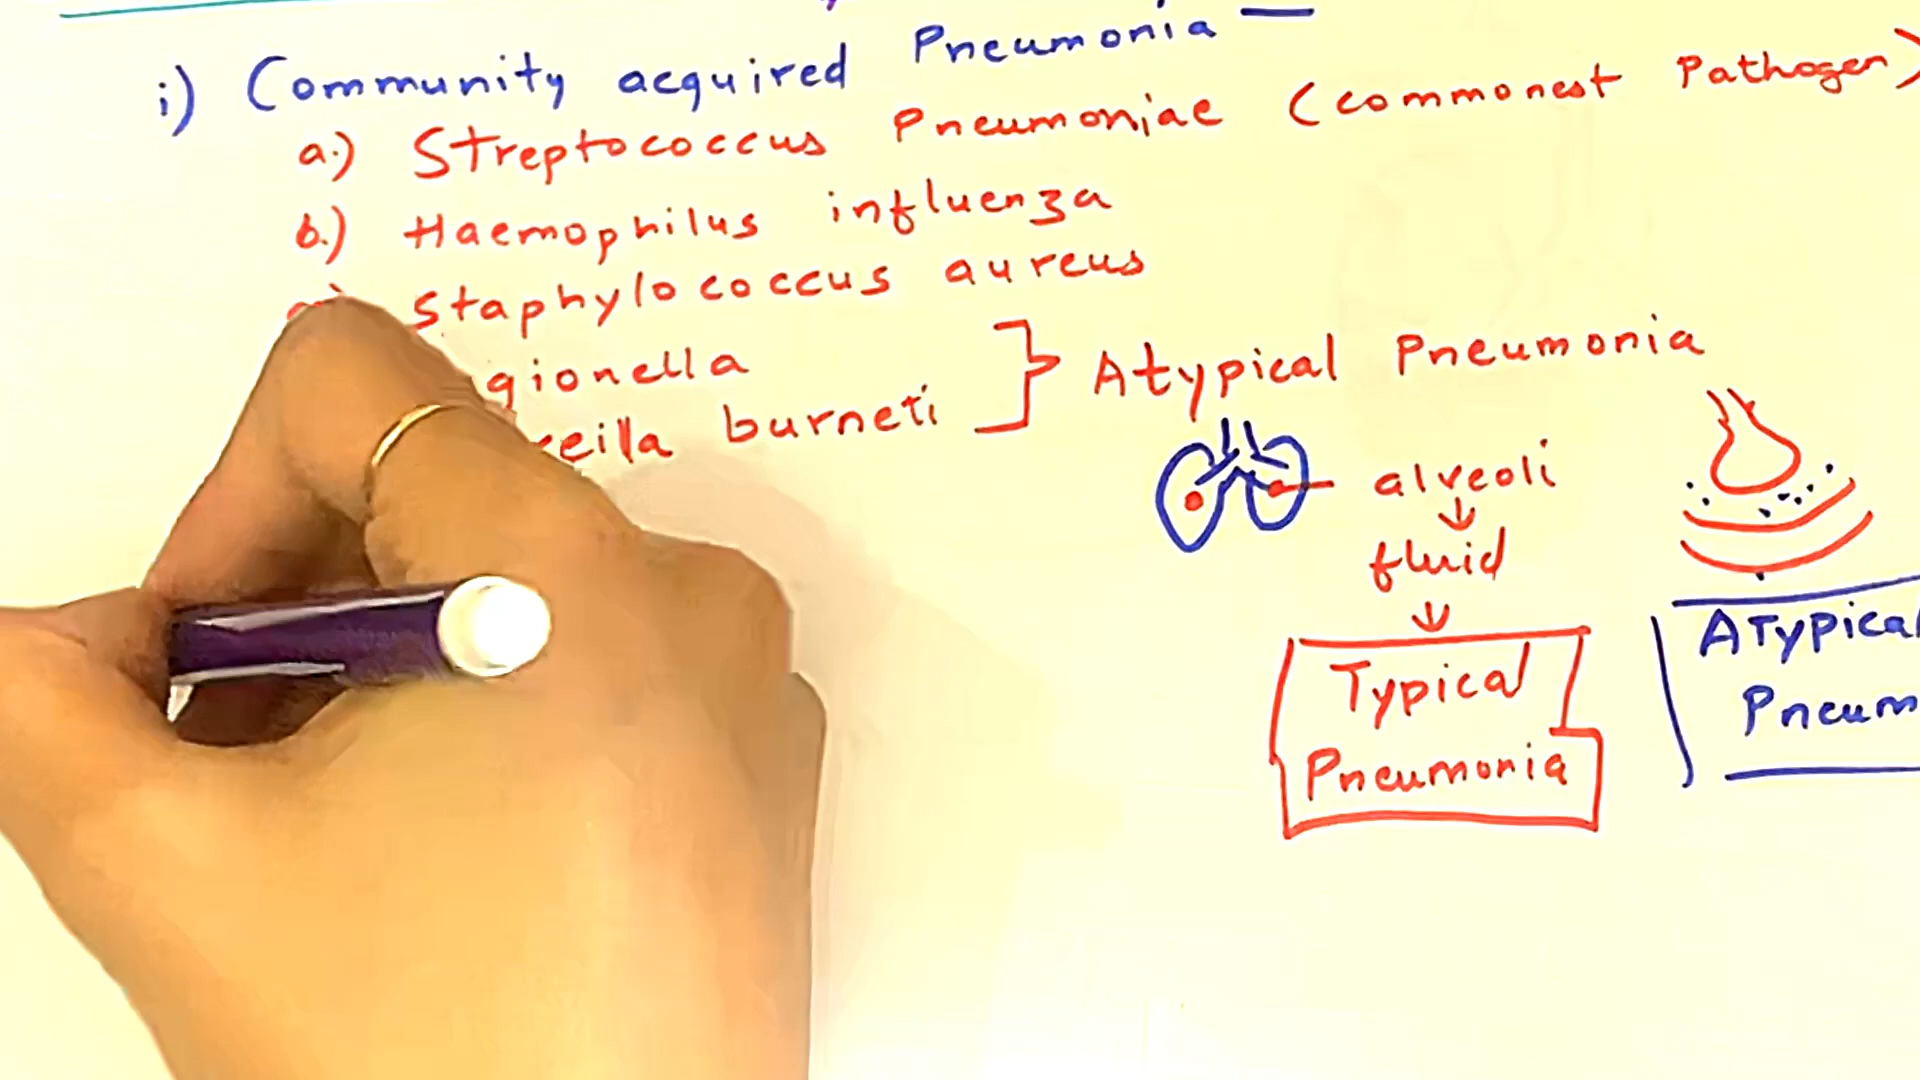 i) Community acquired Pneumonia –
a.) Streptococcus Pneumoniae (commonest Pathogen)
b.) Haemophilus influenza
Staphylococcus aureus
gionella
burneti
} Atypical Pneumonia
alveoli
↓
fluid
↓
Typical
Pneumonia
ATypical
Pneum